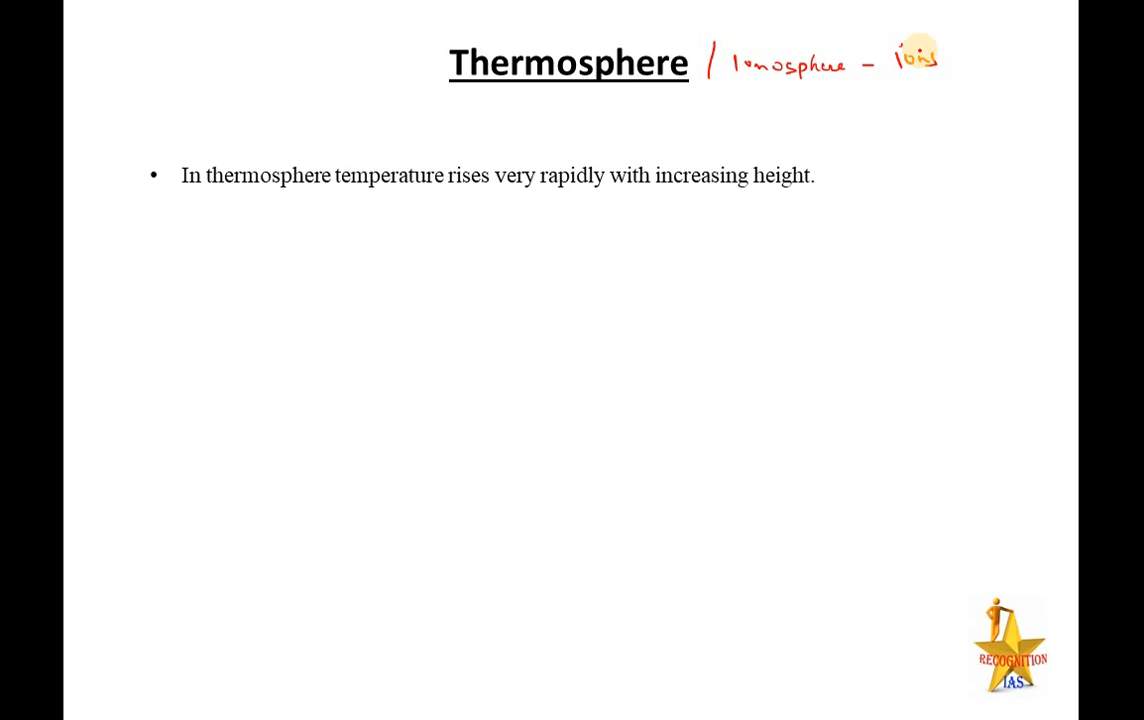 Thermosphere / Ionosphere - ions
• In thermosphere temperature rises very rapidly with increasing height.
RECOGNITION
IAS